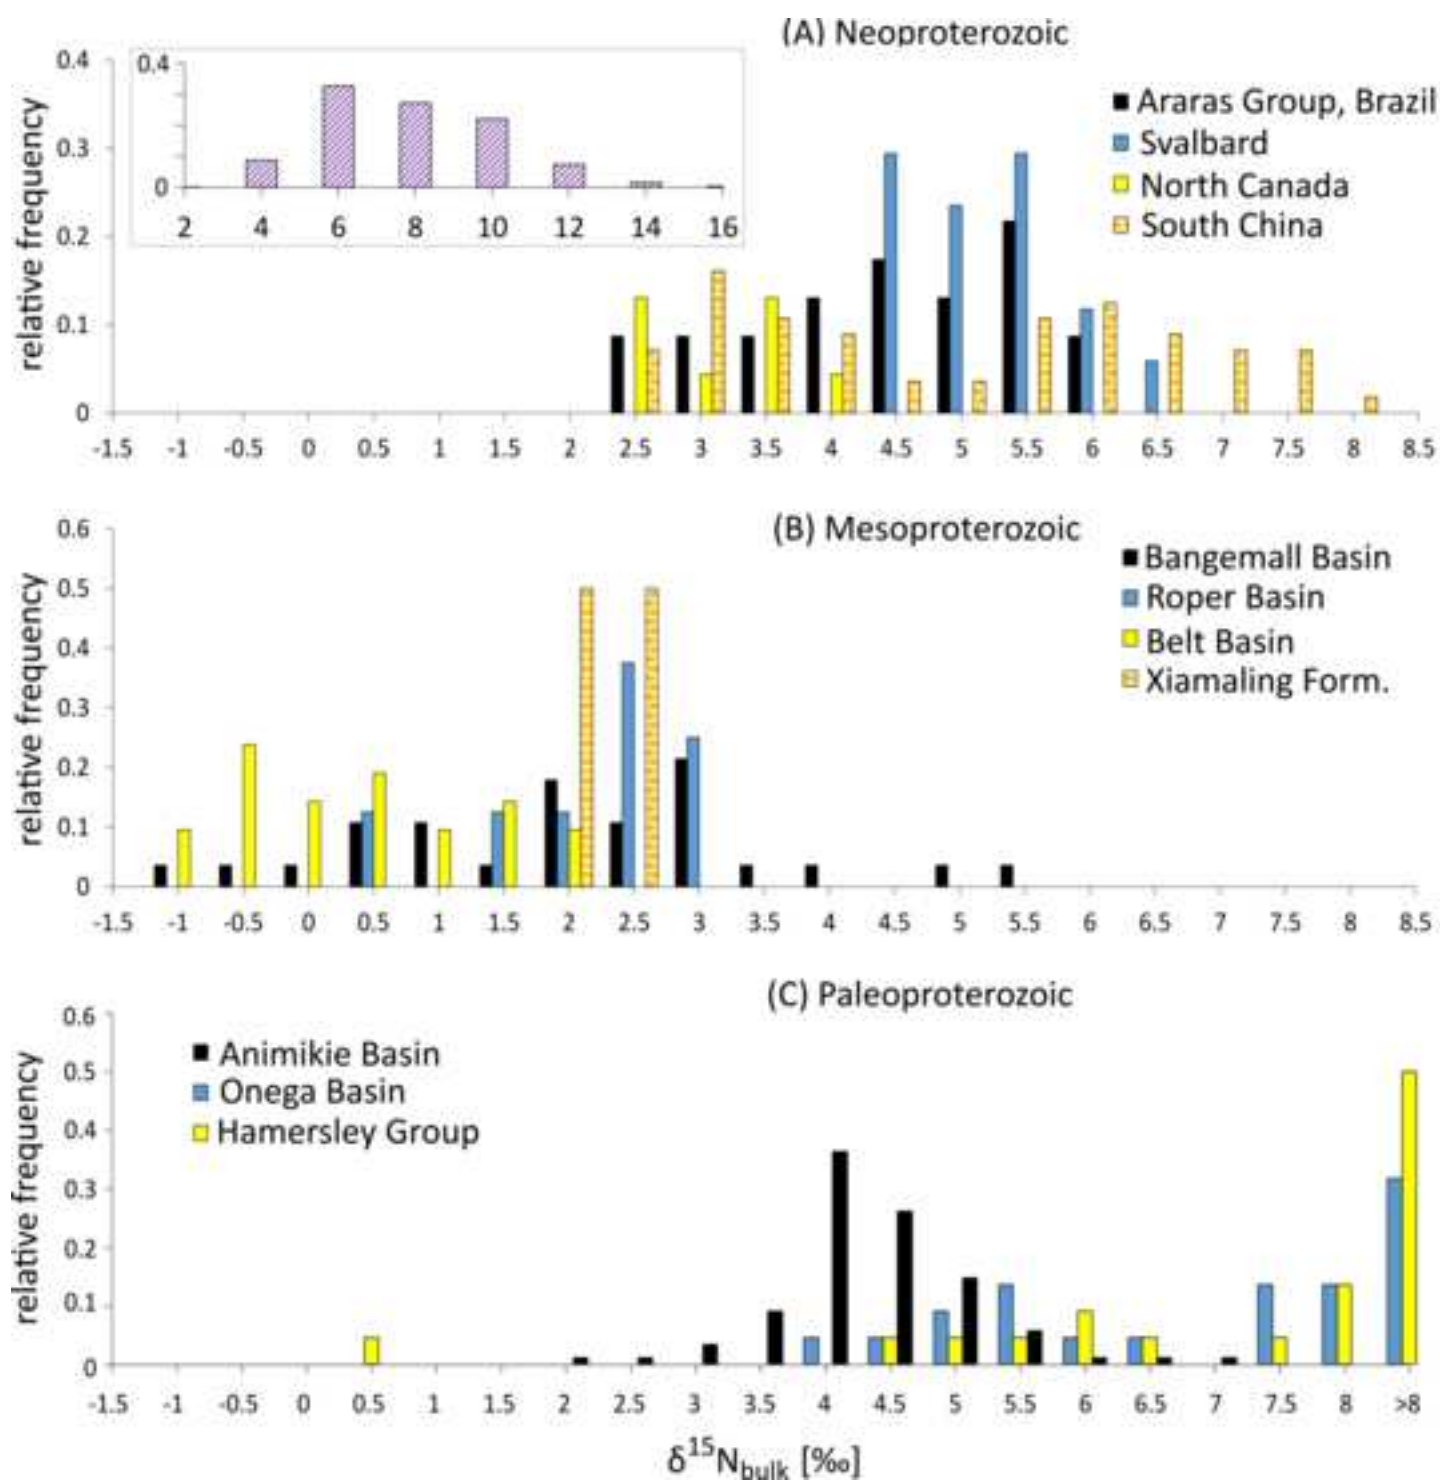 (A) Neoproterozoic
relative frequency
0.4
0.3
0.2
0.1
0
0.4
0
2 4 6 8 10 12 14 16
Araras Group, Brazil
Svalbard
North Canada
South China
-1.5 -1 -0.5 0 0.5 1 1.5 2 2.5 3 3.5 4 4.5 5 5.5 6 6.5 7 7.5 8 8.5
(B) Mesoproterozoic
relative frequency
0.6
0.5
0.4
0.3
0.2
0.1
0
Bangemall Basin
Roper Basin
Belt Basin
Xiamaling Form.
-1.5 -1 -0.5 0 0.5 1 1.5 2 2.5 3 3.5 4 4.5 5 5.5 6 6.5 7 7.5 8 8.5
(C) Paleoproterozoic
relative frequency
0.6
0.5
0.4
0.3
0.2
0.1
0
Animikie Basin
Onega Basin
Hamersley Group
-1.5 -1 -0.5 0 0.5 1 1.5 2 2.5 3 3.5 4 4.5 5 5.5 6 6.5 7 7.5 8 >8
δ¹⁵N_bulk [‰]